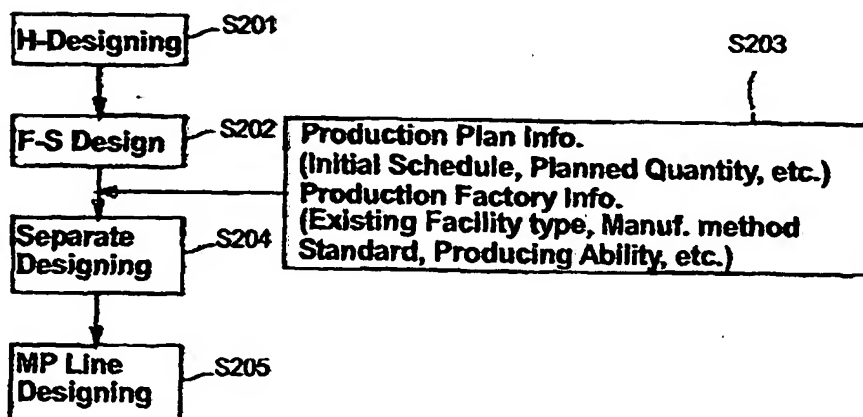 H-Designing
S201
S203
F-S Design
S202
Production Plan Info.
(Initial Schedule, Planned Quantity, etc.)
Production Factory Info.
(Existing Facility type, Manuf. method
Standard, Producing Ability, etc.)
Separate
Designing
S204
MP Line
Designing
S205